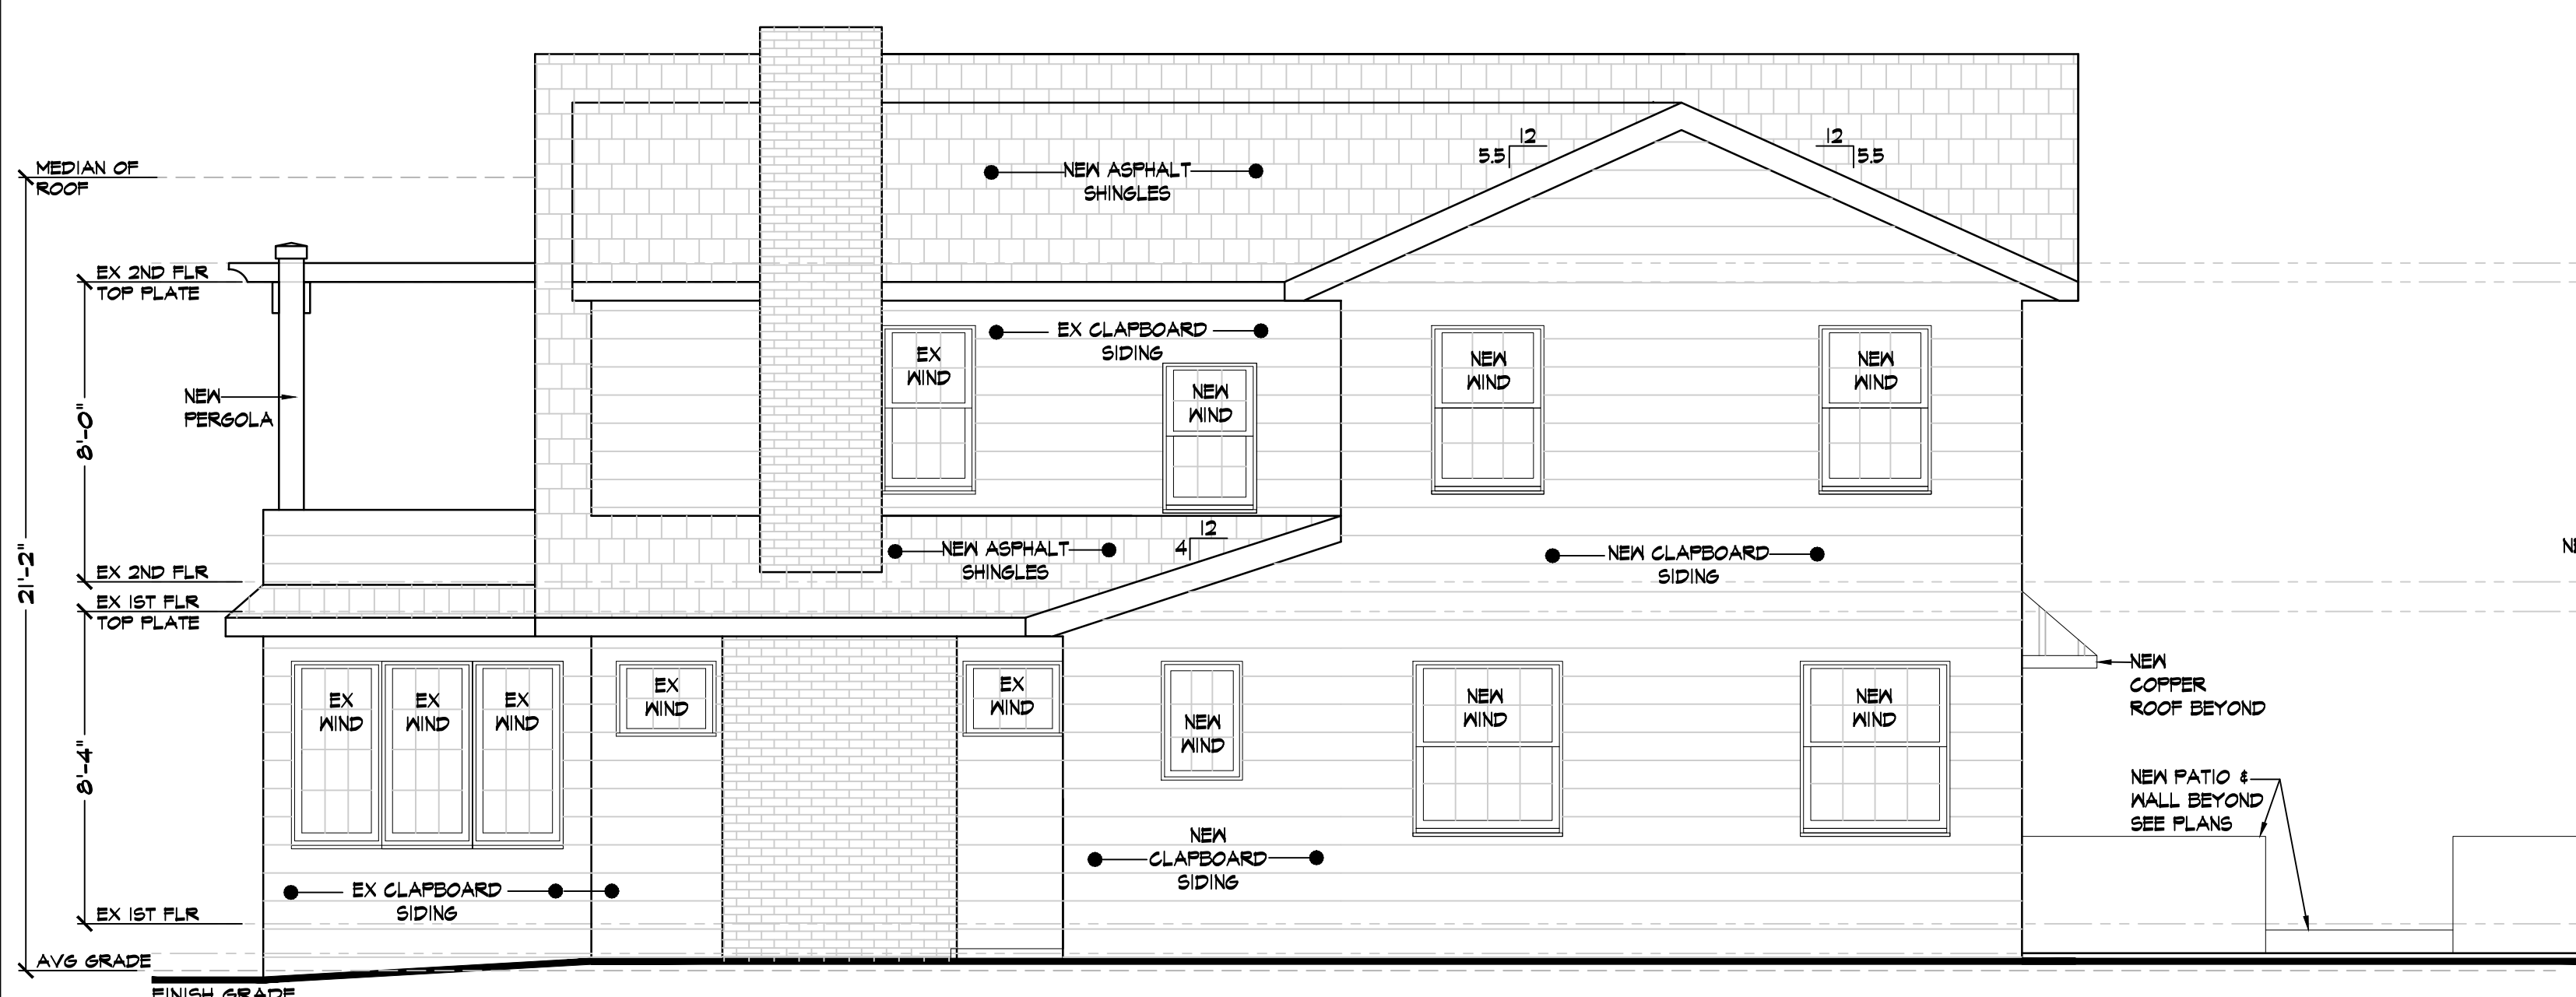 MEDIAN OF
ROOF
EX 2ND FLR
TOP PLATE
8'-0"
21'-2"
EX 2ND FLR
EX 1ST FLR
TOP PLATE
8'-4"
EX 1ST FLR
AVG GRADE
FINISH GRADE
NEW
PERGOLA
NEW ASPHALT
SHINGLES
12
5.5
12
5.5
EX CLAPBOARD
SIDING
EX
WIND
NEW
WIND
NEW
WIND
NEW
WIND
NEW ASPHALT
SHINGLES
12
4
NEW CLAPBOARD
SIDING
EX
WIND
EX
WIND
EX
WIND
EX
WIND
EX
WIND
NEW
WIND
NEW
WIND
NEW
WIND
NEW
COPPER
ROOF BEYOND
NEW PATIO &
WALL BEYOND
SEE PLANS
EX CLAPBOARD
SIDING
NEW
CLAPBOARD
SIDING